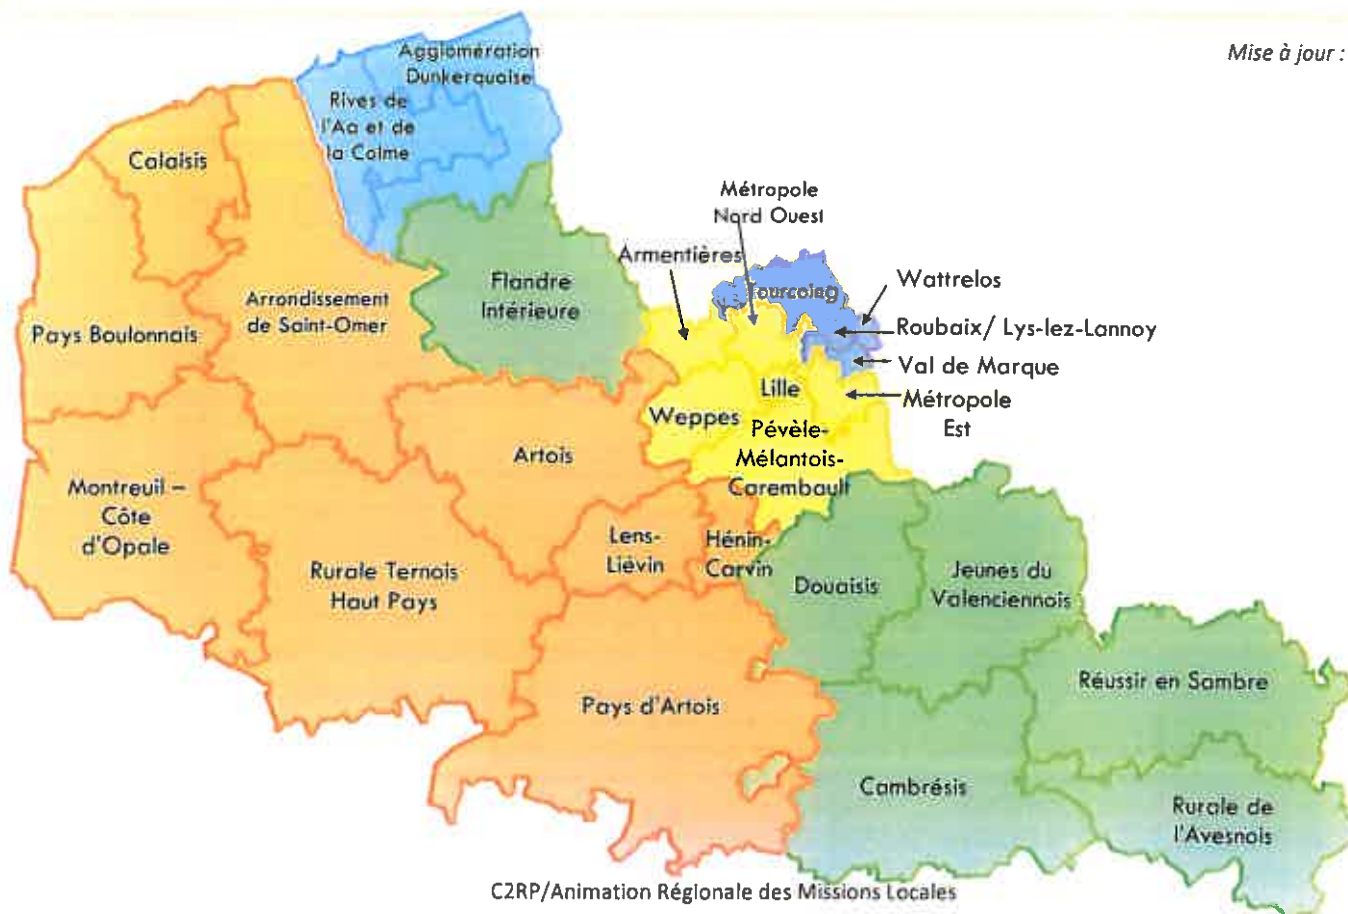 Mise à jour :
Agglomération
Dunkerquoise
Rives de
l'Aa et de
la Colme
Calaisis
Métropole
Nord Ouest
Armentières
Tourcoing
Wattrelos
Flandre
Intérieure
Arrondissement
de Saint-Omer
Pays Boulonnais
Roubaix/ Lys-lez-Lannoy
Val de Marque
Lille
Métropole
Est
Weppes
Pévèle-
Mélantois-
Carembault
Artois
Montreuil –
Côte
d'Opale
Lens-
Liévin
Hénin-
Carvin
Rurale Ternois
Haut Pays
Douaisis
Jeunes du
Valenciennois
Réussir en Sambre
Pays d'Artois
Cambrésis
Rurale de
l'Avesnois
C2RP/Animation Régionale des Missions Locales